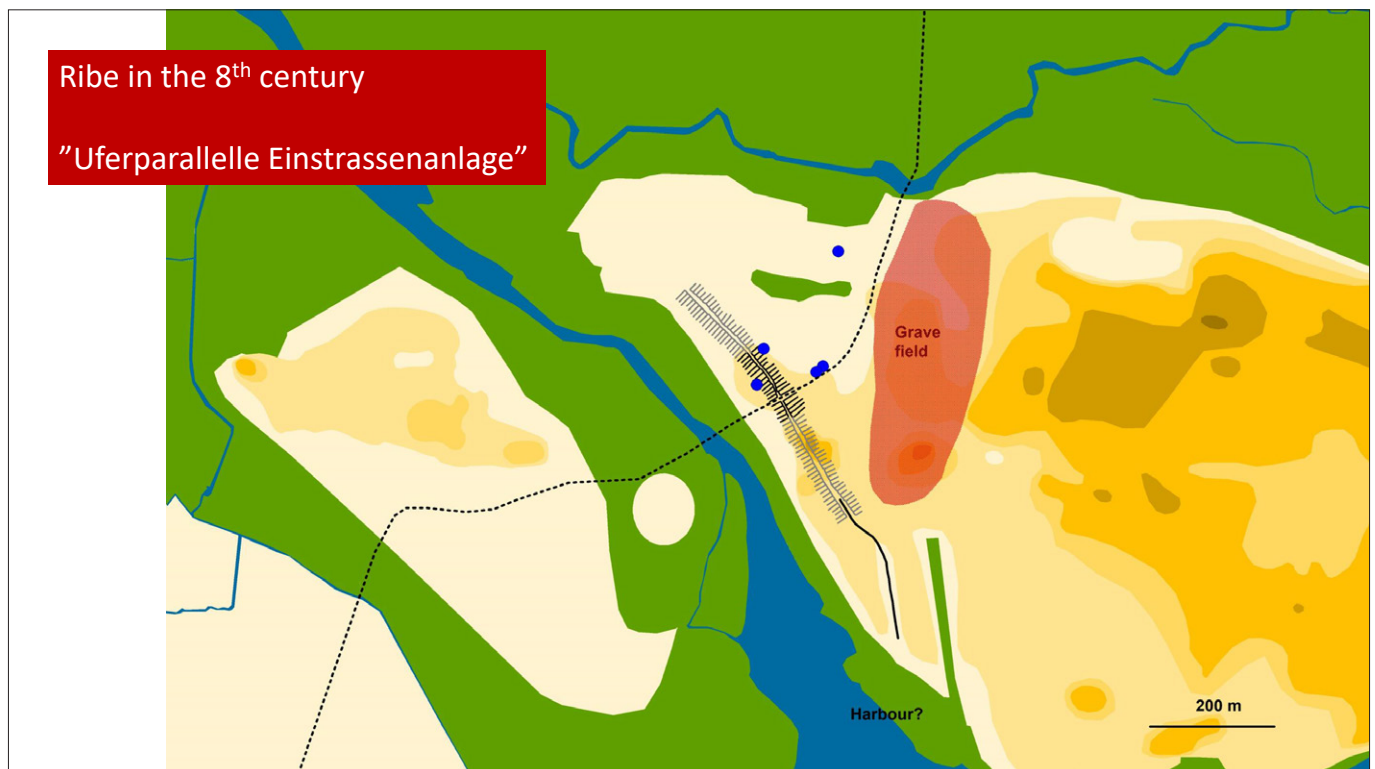 Ribe in the 8th century
”Uferparallelle Einstrassenanlage”
Grave
field
Harbour?
200 m